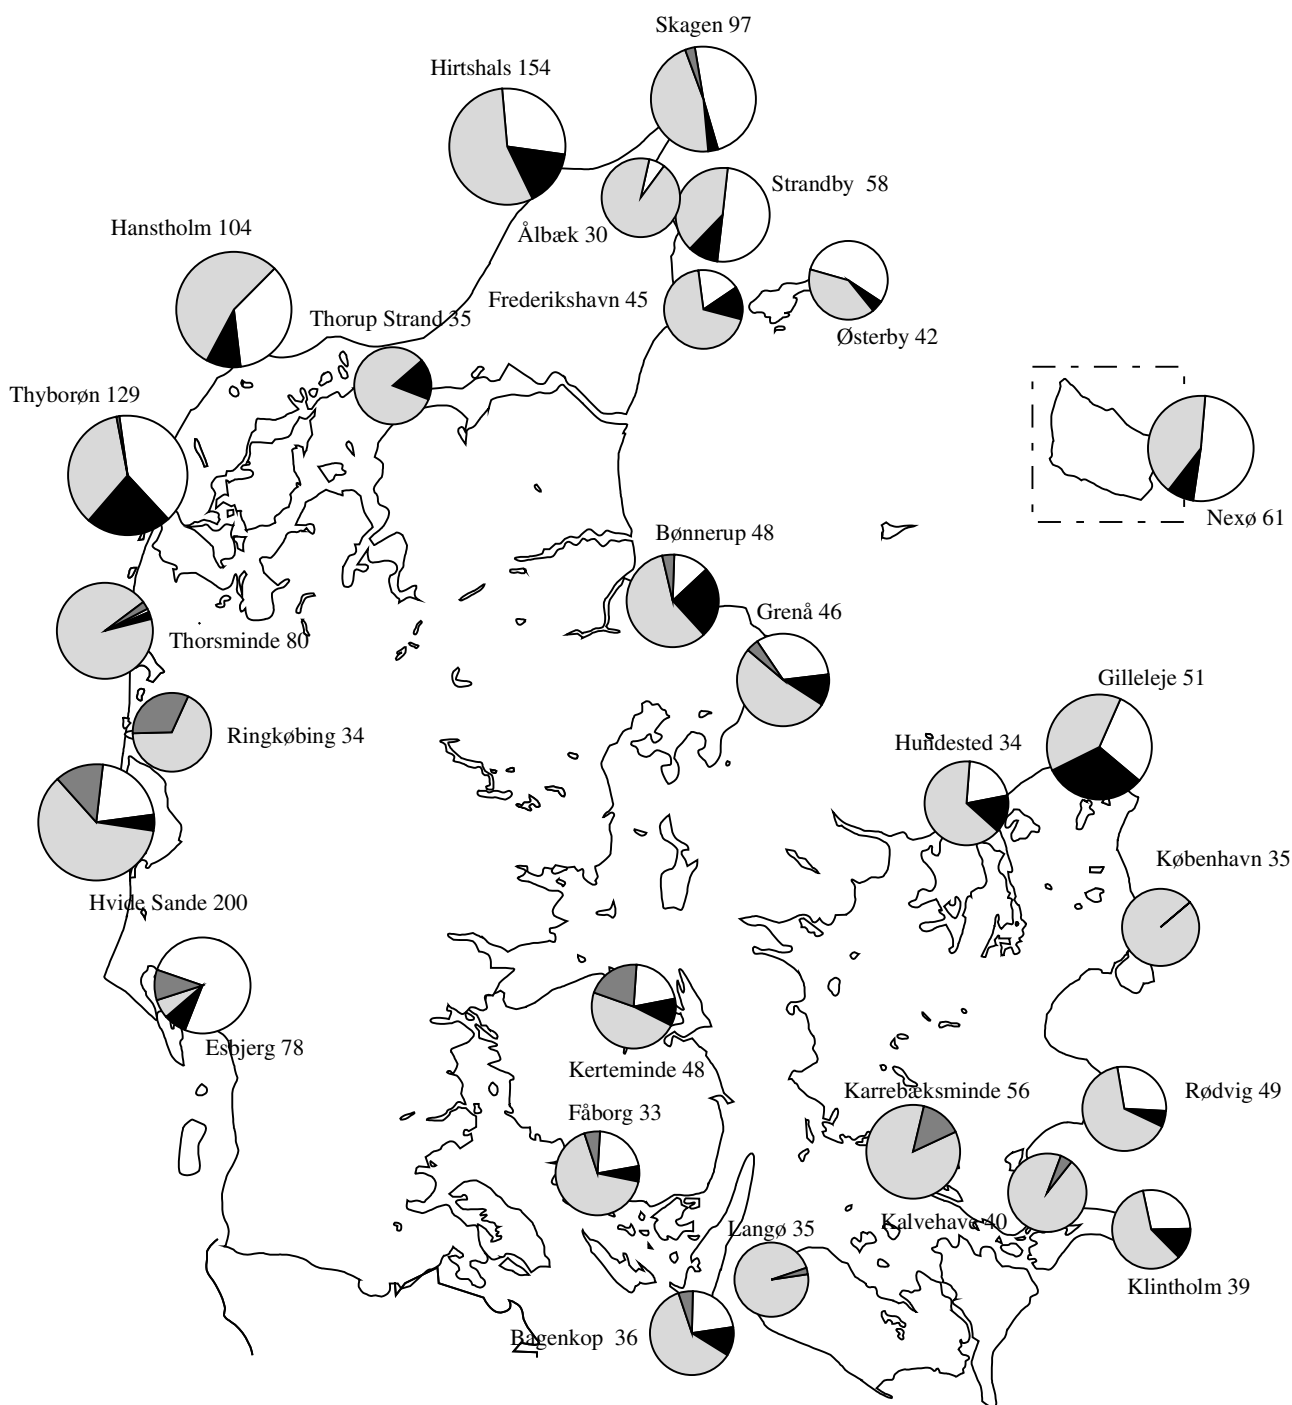 Skagen 97
Hirtshals 154
Strandby 58
Hanstholm 104
Ålbæk 30
Frederikshavn 45
Thorup Strand 35
Østerby 42
Thyborøn 129
Nexø 61
Bønnerup 48
Grenå 46
Thorsminde 80
Gilleleje 51
Ringkøbing 34
Hundested 34
København 35
Hvide Sande 200
Esbjerg 78
Kerteminde 48
Karrebæksminde 56
Rødvig 49
Fåborg 33
Kalvehave 40
Langø 35
Klintholm 39
Bagenkop 36